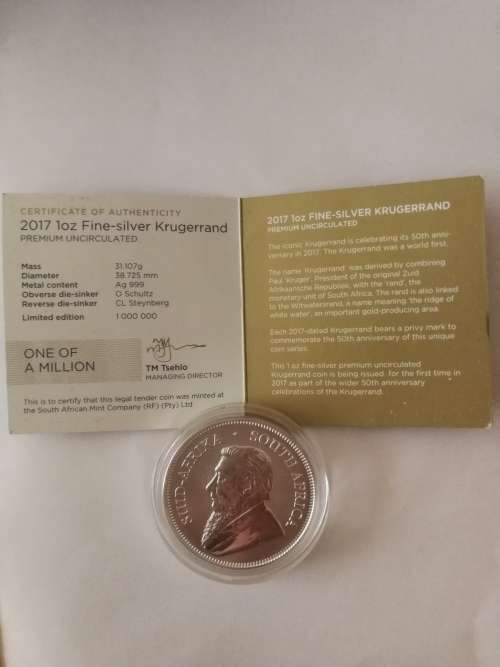 CERTIFICATE OF AUTHENTICITY
2017 1oz Fine-silver Krugerrand
PREMIUM UNCIRCULATED
Mass 31.107g
Diameter 38.725 mm
Metal content Ag 999
Obverse die-sinker O Schultz
Reverse die-sinker CL Steynberg
Limited edition 1 000 000
ONE OF
A MILLION
TM Tsehlo
MANAGING DIRECTOR
This is to certify that this legal tender coin was minted at
the South African Mint Company (RF) (Pty) Ltd
2017 1oz FINE-SILVER KRUGERRAND
PREMIUM UNCIRCULATED
The iconic Krugerrand is celebrating its 50th anni-
versary in 2017. The Krugerrand was a world first.
The name 'Krugerrand' was derived by combining
Paul 'Kruger', President of the original Zuid
Afrikaansche Republiek, with the 'rand', the
monetary unit of South Africa. The rand is also linked
to the Witwatersrand, a name meaning 'the ridge of
white water', an important gold-producing area.
Each 2017-dated Krugerrand bears a privy mark to
commemorate the 50th anniversary of this unique
coin series.
This 1 oz fine-silver premium uncirculated
Krugerrand coin is being issued for the first time in
2017 as part of the wider 50th anniversary
celebrations of the Krugerrand.
SUID-AFRIKA · SOUTH AFRICA